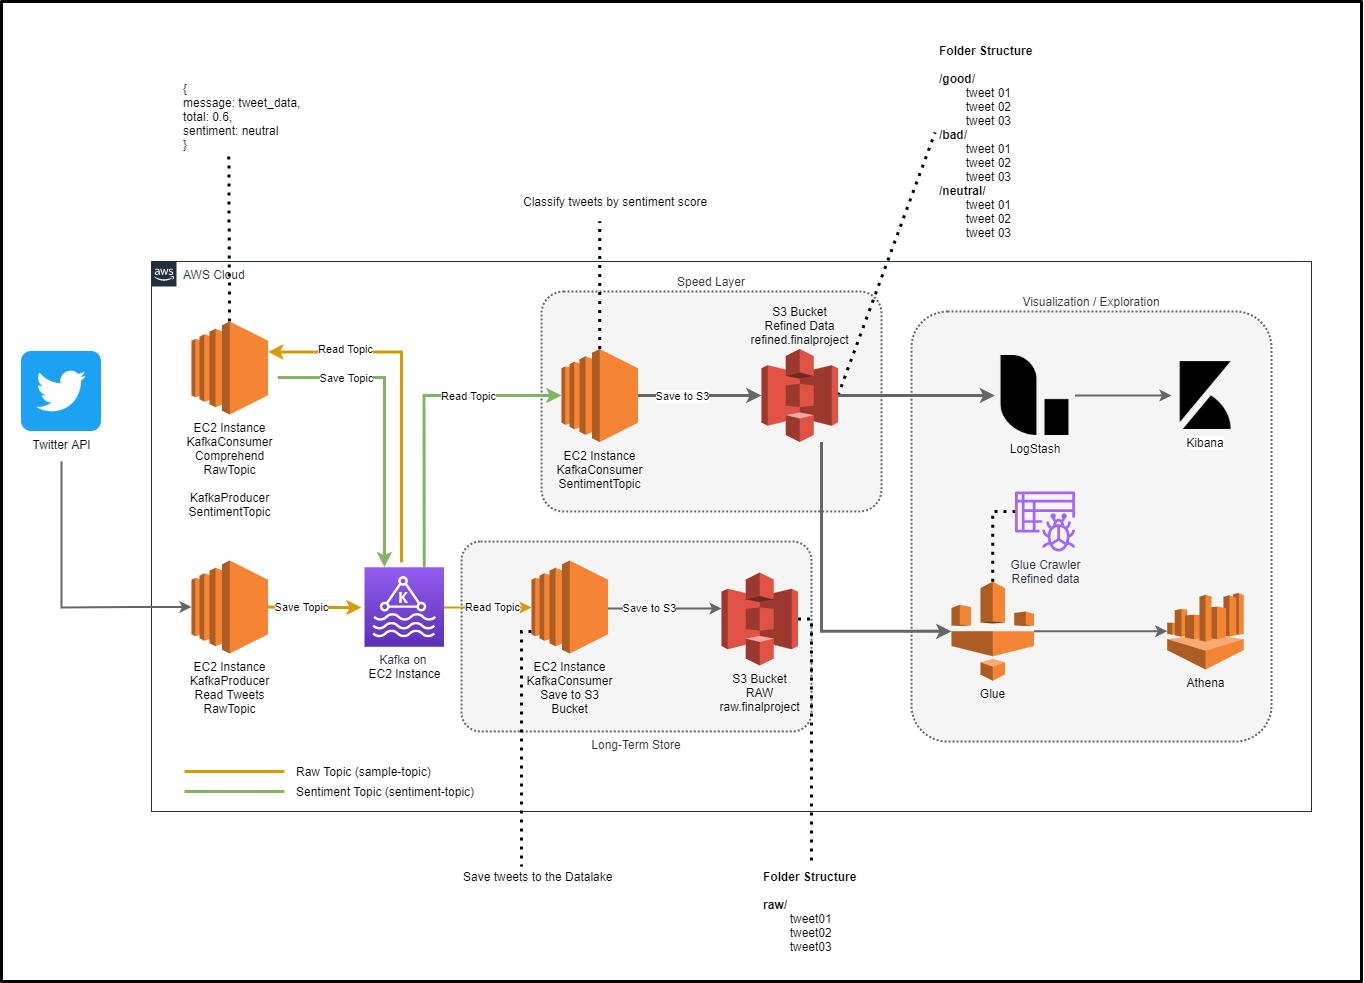 Folder Structure
/good/
tweet 01
tweet 02
tweet 03
/bad/
tweet 01
tweet 02
tweet 03
/neutral/
tweet 01
tweet 02
tweet 03
{
message: tweet_data,
total: 0.6,
sentiment: neutral
}
Classify tweets by sentiment score
aws
AWS Cloud
Speed Layer
Visualization / Exploration
S3 Bucket
Refined Data
refined.finalproject
Read Topic
Save Topic
Read Topic
Save to S3
Twitter API
EC2 Instance
KafkaConsumer
Comprehend
RawTopic
KafkaProducer
SentimentTopic
EC2 Instance
KafkaConsumer
SentimentTopic
LogStash
Kibana
Glue Crawler
Refined data
K
Save Topic
Read Topic
Save to S3
EC2 Instance
KafkaProducer
Read Tweets
RawTopic
Kafka on
EC2 Instance
EC2 Instance
KafkaConsumer
Save to S3
Bucket
S3 Bucket
RAW
raw.finalproject
Glue
Athena
Long-Term Store
Raw Topic (sample-topic)
Sentiment Topic (sentiment-topic)
Save tweets to the Datalake
Folder Structure
raw/
tweet01
tweet02
tweet03